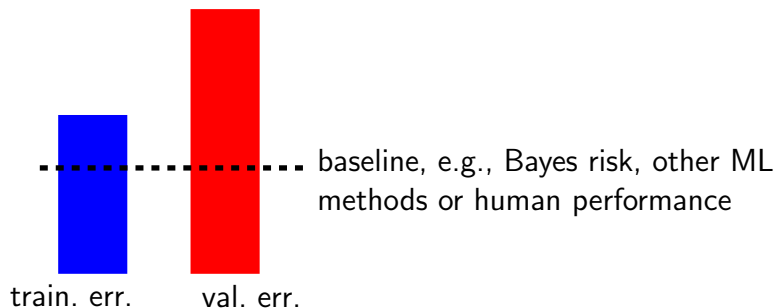 baseline, e.g., Bayes risk, other ML
methods or human performance
train. err.
val. err.